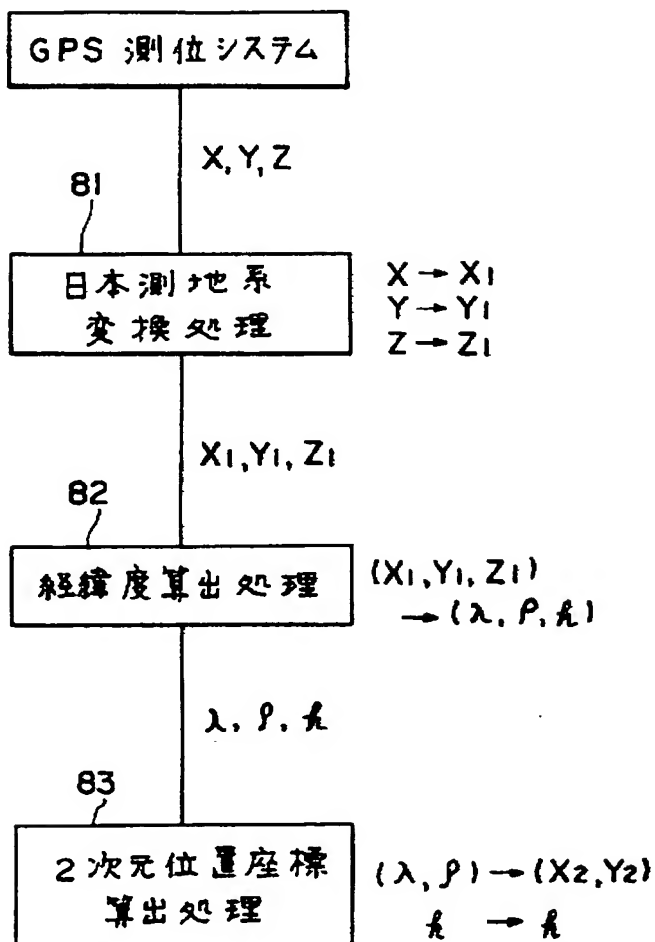 GPS 測位システム
X, Y, Z
81
日本測地系
変換処理
X → X1
Y → Y1
Z → Z1
X1, Y1, Z1
82
経緯度算出処理
(X1, Y1, Z1)
→ (λ, ρ, h)
λ, ρ, h
83
2次元位置座標
算出処理
(λ, ρ) → (X2, Y2)
h → h